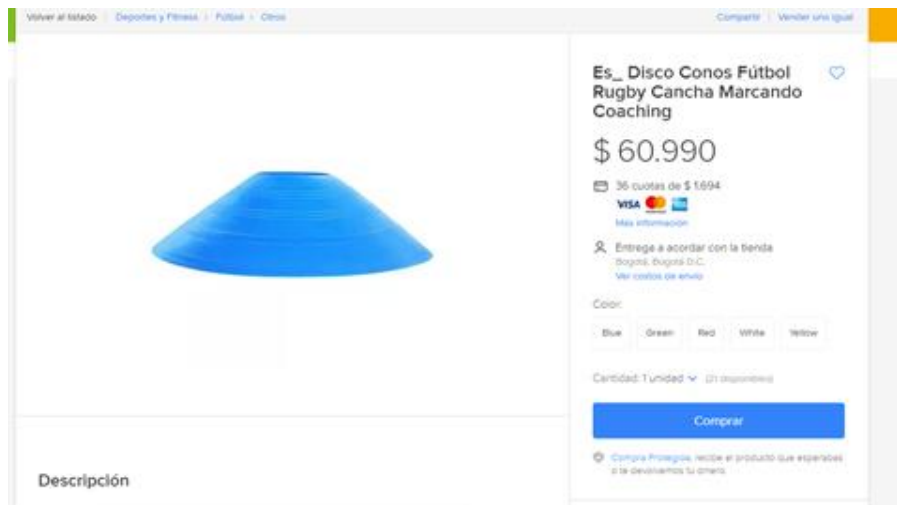 Volver al listado Deportes y Fitness > Fútbol > Otros
Compartir Vender uno igual
Es_ Disco Conos Fútbol
Rugby Cancha Marcando
Coaching
$ 60.990
36 cuotas de $ 1.694
VISA
Más información
Entrega a acordar con la tienda
Bogotá, Bogotá D.C.
Ver costos de envío
Color:
Blue Green Red White Yellow
Cantidad: 1 unidad (21 disponibles)
Comprar
Compra Protegida, recibe el producto que esperabas
o te devolvemos tu dinero
Descripción